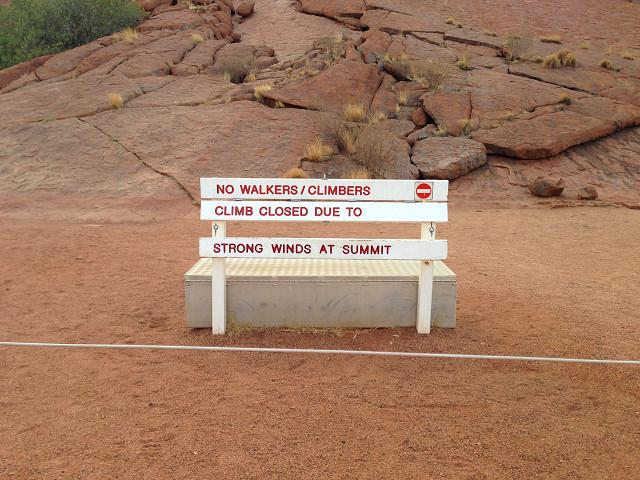 NO WALKERS/CLIMBERS
CLIMB CLOSED DUE TO
STRONG WINDS AT SUMMIT